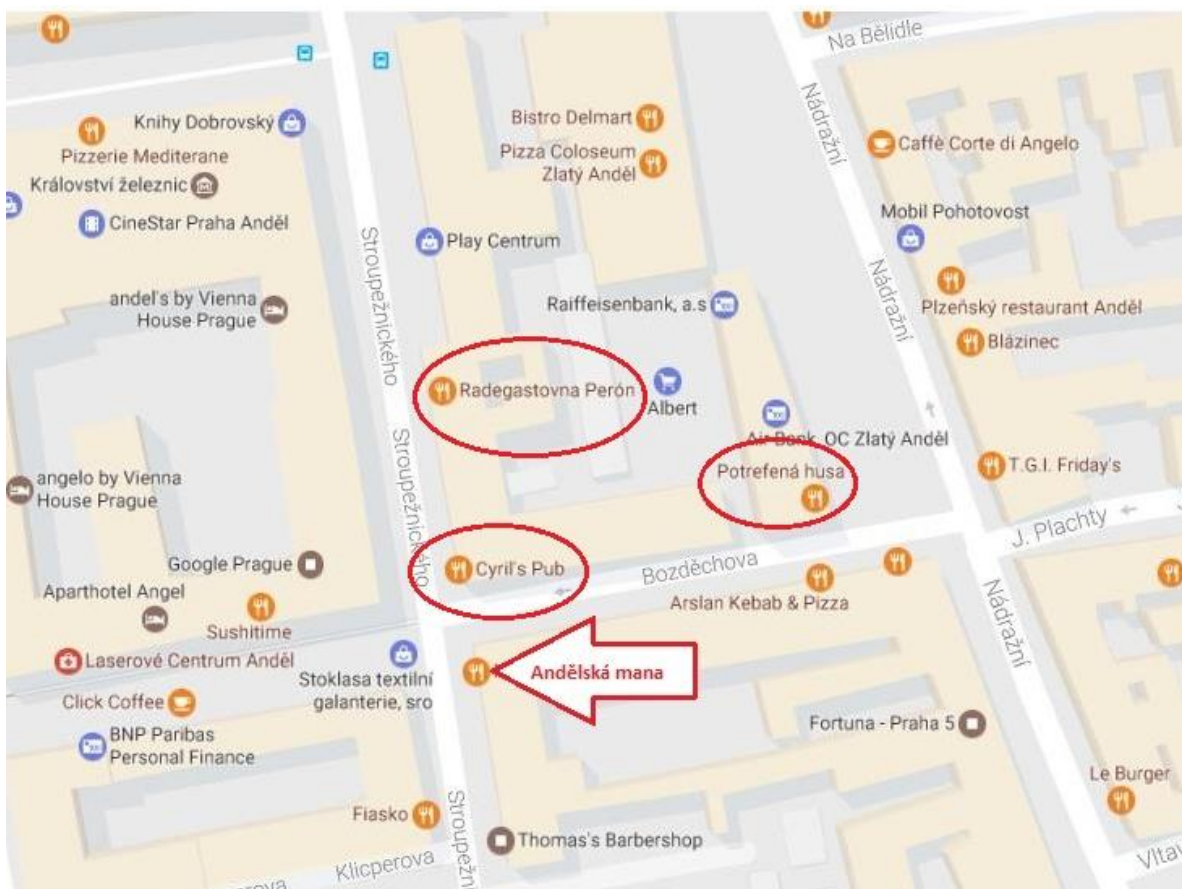 Na Bělidle
Knihy Dobrovský
Bistro Delmart
Pizzerie Mediterane
Pizza Coloseum
Zlatý Anděl
Nádražní
Caffè Corte di Angelo
Království železnic
CineStar Praha Anděl
Play Centrum
Mobil Pohotovost
Stroupežnického
Nádražní
andel's by Vienna
House Prague
Raiffeisenbank, a.s
Plzeňský restaurant Anděl
Blázinec
Radegastovna Perón
Albert
Air Bank, OC Zlatý Anděl
Stroupežnického
Potrefená husa
T.G.I. Friday's
angelo by Vienna
House Prague
J. Plachty
Google Prague
Cyril's Pub
Bozděchova
Aparthotel Angel
Arslan Kebab & Pizza
Nádražní
Sushitime
Laserové Centrum Anděl
Stoklasa textilní
galanterie, sro
Andělská mana
Click Coffee
BNP Paribas
Personal Finance
Fortuna - Praha 5
Le Burger
Fiasko
Stroupežni
Thomas's Barbershop
Klicperova
erova
Vltav